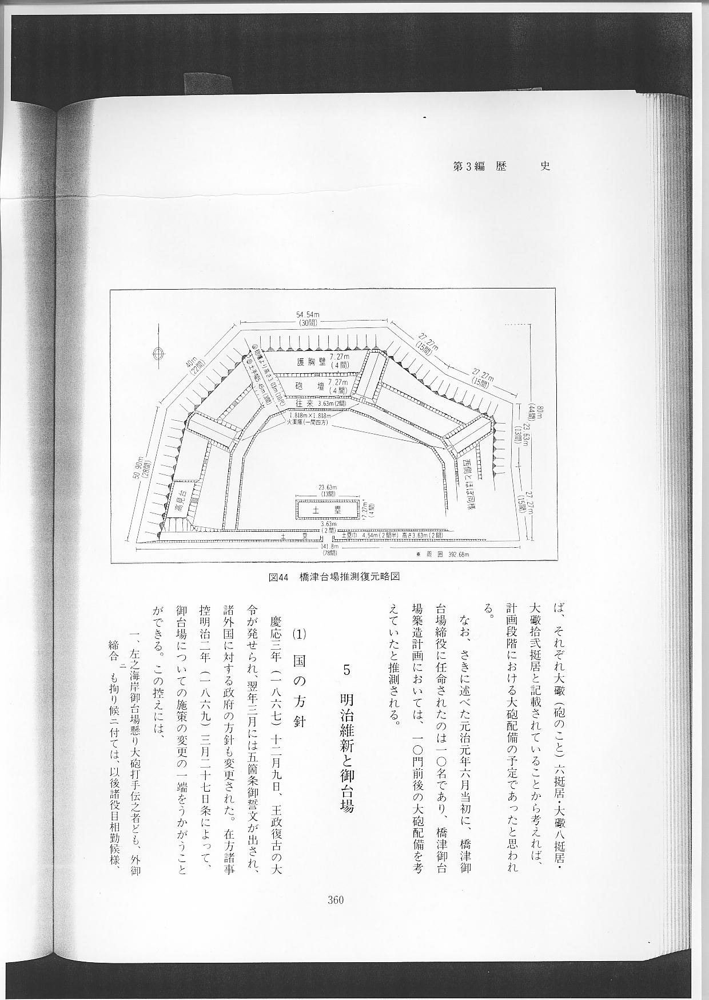 第3編　歴　　史
54.54m
(30間)
27.27m
(15間)
27.27m
(15間)
40m
(22間)
50.90m
(28間)
80m
(44間)
23.63m
(13間)
27.27m
(15間)
護胸壁 7.27m
(4間)
砲　壇 7.27m
(4間)
往来 3.63m(2間)
1.818m×1.818m
火薬庫(一間四方)
砲壇より高さ3.03m(10尺)
土手幅5.45m(3間)
西側とほぼ同様
高見台
23.63m
(13間)
土　塁
7.27m
(4間)
3.63m
(2間)
土　塁
土塁巾 4.54m(2間半) 高さ3.63m(2間)
141.8m
(78間)
※ 周 囲 392.68m
図44　橋津台場推測復元略図
ば、それぞれ大礮（砲のこと）六挺居・大礮八挺居・
大礮拾弐挺居と記載されていることから考えれば、
計画段階における大砲配備の予定であったと思われ
る。
なお、さきに述べた元治元年六月当初に、橋津御
台場締役に任命されたのは一〇名であり、橋津御台
場築造計画においては、一〇門前後の大砲配備を考
えていたと推測される。
5　明治維新と御台場
(1)　国の方針
慶応三年（一八六七）十二月九日、王政復古の大
令が発せられ、翌年三月には五箇条御誓文が出され、
諸外国に対する政府の方針も変更された。在方諸事
控明治二年（一八六九）三月二十七日条によって、
御台場についての施策の変更の一端をうかがうこと
ができる。この控えには、
一、左之海岸御台場懸り大砲打手伝之者ども、外御
締合ニも拘り候ニ付ては、以後諸役目相勤候様、
360